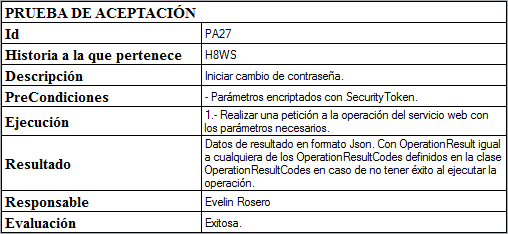 PRUEBA DE ACEPTACIÓN
Id PA27
Historia a la que pertenece H8WS
Descripción Iniciar cambio de contraseña.
PreCondiciones - Parámetros encriptados con SecurityToken.
Ejecución 1.- Realizar una petición a la operación del servicio web con
los parámetros necesarios.
Resultado Datos de resultado en formato Json. Con OperationResult igual
a cualquiera de los OperationResultCodes definidos en la clase
OperationResultCodes en caso de no tener éxito al ejecutar la
operación.
Responsable Evelin Rosero
Evaluación Exitosa.